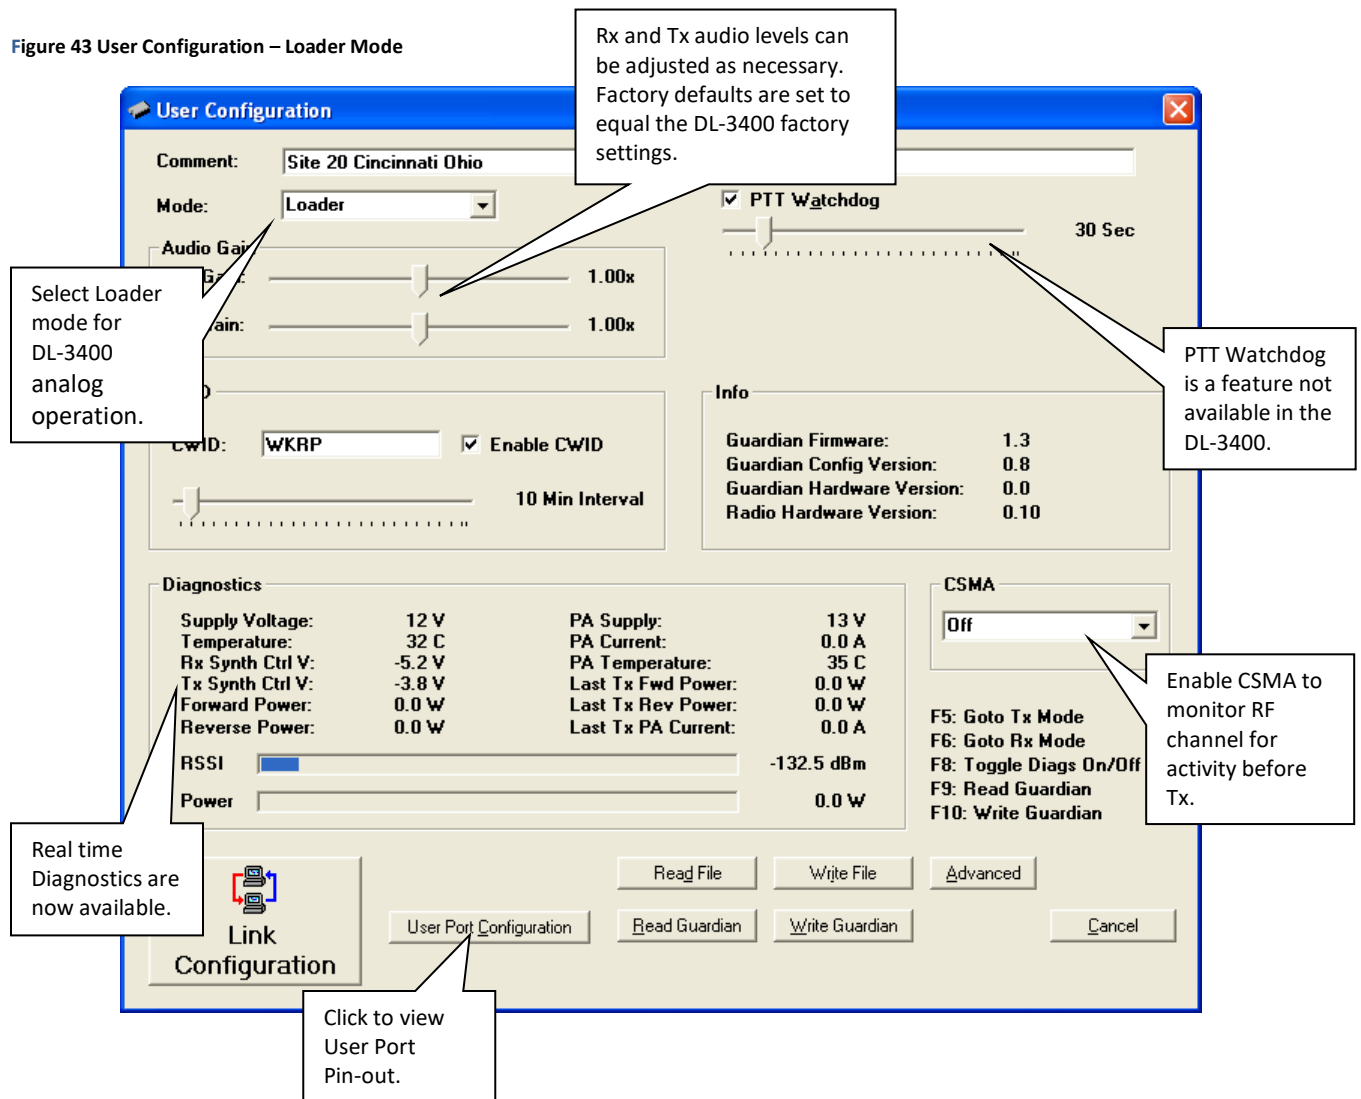 Figure 43 User Configuration – Loader Mode
Rx and Tx audio levels can
be adjusted as necessary.
Factory defaults are set to
equal the DL-3400 factory
settings.
User Configuration
Comment: Site 20 Cincinnati Ohio
Mode: Loader
PTT Watchdog
30 Sec
Audio Gain
1.00x
1.00x
Select Loader
mode for
DL-3400
analog
operation.
PTT Watchdog
is a feature not
available in the
DL-3400.
CWID: WKRP Enable CWID
10 Min Interval
Info
Guardian Firmware: 1.3
Guardian Config Version: 0.8
Guardian Hardware Version: 0.0
Radio Hardware Version: 0.10
Diagnostics
Supply Voltage: 12 V PA Supply: 13 V
Temperature: 32 C PA Current: 0.0 A
Rx Synth Ctrl V: -5.2 V PA Temperature: 35 C
Tx Synth Ctrl V: -3.8 V Last Tx Fwd Power: 0.0 W
Forward Power: 0.0 W Last Tx Rev Power: 0.0 W
Reverse Power: 0.0 W Last Tx PA Current: 0.0 A
RSSI -132.5 dBm
Power 0.0 W
CSMA
Off
Enable CSMA to
monitor RF
channel for
activity before
Tx.
F5: Goto Tx Mode
F6: Goto Rx Mode
F8: Toggle Diags On/Off
F9: Read Guardian
F10: Write Guardian
Real time
Diagnostics are
now available.
Link
Configuration
Read File Write File Advanced
User Port Configuration Read Guardian Write Guardian Cancel
Click to view
User Port
Pin-out.